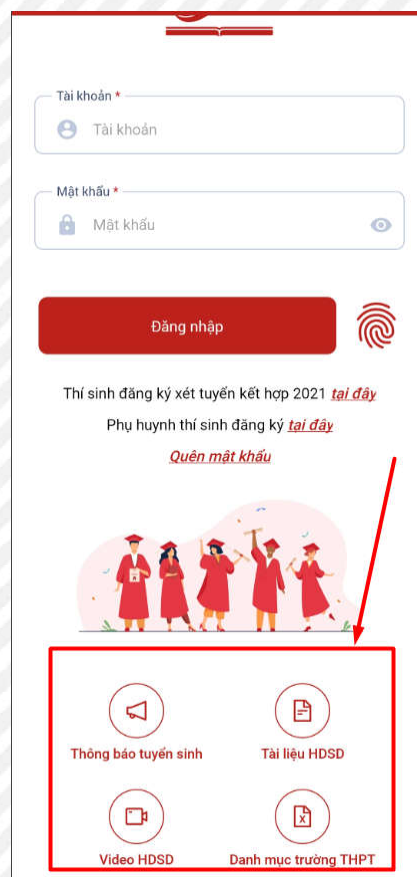 Tài khoản *
Tài khoản
Mật khẩu *
Mật khẩu
Đăng nhập
Thí sinh đăng ký xét tuyển kết hợp 2021 tại đây
Phụ huynh thí sinh đăng ký tại đây
Quên mật khẩu
Thông báo tuyển sinh
Tài liệu HDSD
Video HDSD
Danh mục trường THPT